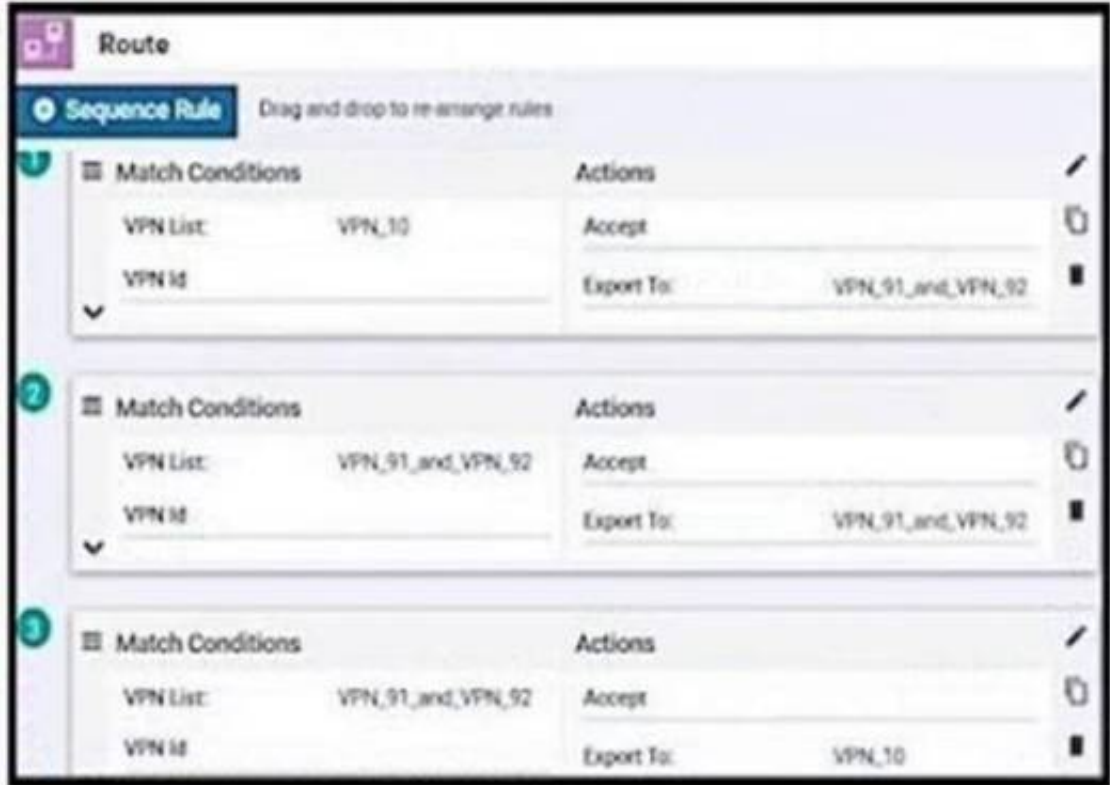 Route
Sequence Rule Drag and drop to re-arrange rules
1 Match Conditions Actions
VPN List: VPN_10 Accept
VPN Id
Export To: VPN_91_and_VPN_92
2 Match Conditions Actions
VPN List: VPN_91_and_VPN_92 Accept
VPN Id
Export To: VPN_91_and_VPN_92
3 Match Conditions Actions
VPN List: VPN_91_and_VPN_92 Accept
VPN Id
Export To: VPN_10